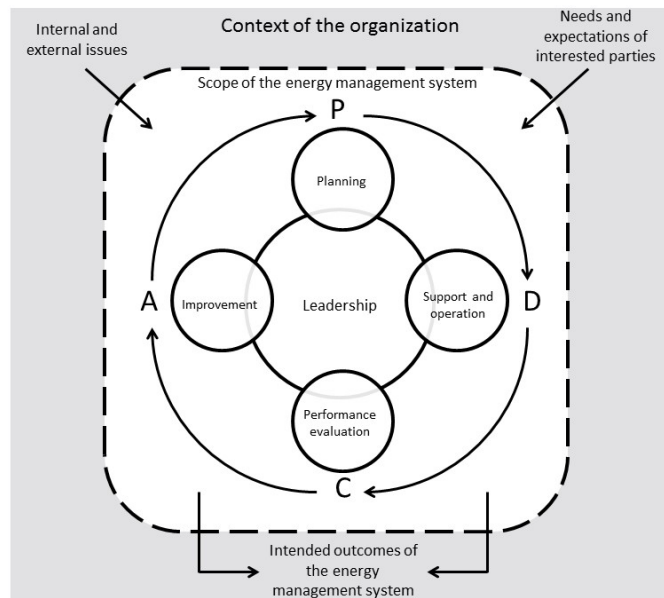 Context of the organization
Internal and
external issues
Needs and
expectations of
interested parties
Scope of the energy management system
P
Planning
A
Improvement
Leadership
Support and
operation
D
Performance
evaluation
C
Intended outcomes of
the energy
management system